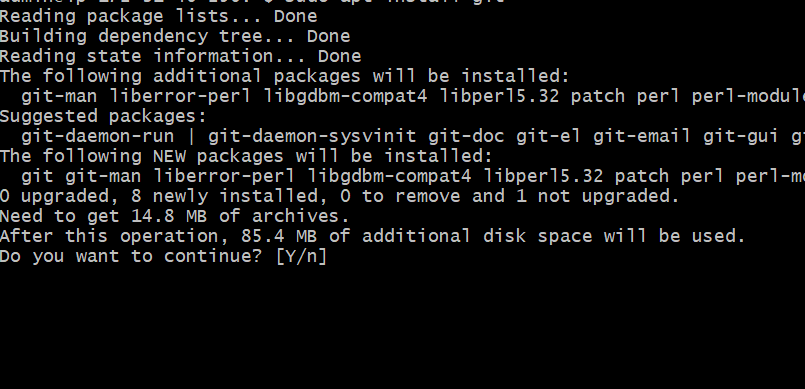 Reading package lists... Done
Building dependency tree... Done
Reading state information... Done
The following additional packages will be installed:
  git-man liberror-perl libgdbm-compat4 libperl5.32 patch perl
Suggested packages:
  git-daemon-run | git-daemon-sysvinit git-doc git-el git-email git-gui
The following NEW packages will be installed:
  git git-man liberror-perl libgdbm-compat4 libperl5.32 patch perl
0 upgraded, 8 newly installed, 0 to remove and 1 not upgraded.
Need to get 14.8 MB of archives.
After this operation, 85.4 MB of additional disk space will be used.
Do you want to continue? [Y/n]